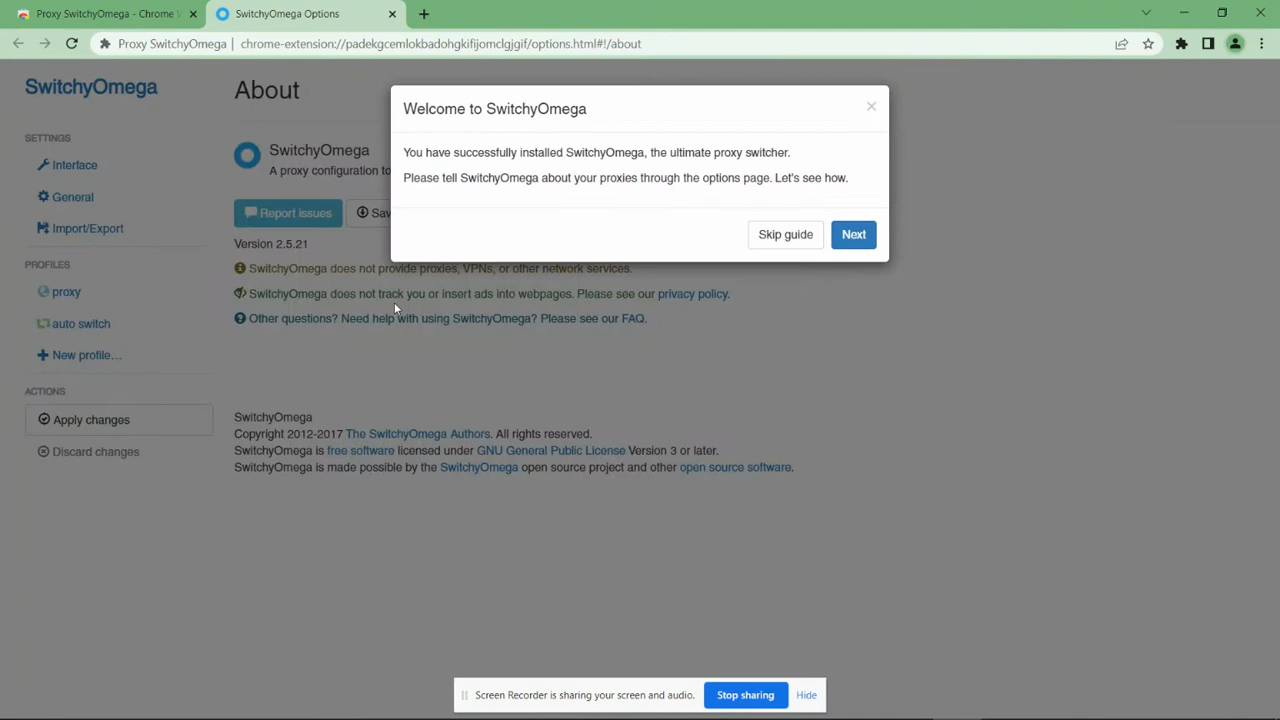 Proxy SwitchyOmega - Chrome
SwitchyOmega Options
Proxy SwitchyOmega | chrome-extension://padekgcemlokbadohgkifijomclgjgif/options.html#!/about
SwitchyOmega
SETTINGS
Interface
General
Import/Export
PROFILES
proxy
auto switch
New profile...
ACTIONS
Apply changes
Discard changes
About
SwitchyOmega
A proxy configuration to
Report issues
Version 2.5.21
SwitchyOmega does not provide proxies, VPNs, or other network services.
SwitchyOmega does not track you or insert ads into webpages. Please see our privacy policy.
Other questions? Need help with using SwitchyOmega? Please see our FAQ.
SwitchyOmega
Copyright 2012-2017 The SwitchyOmega Authors. All rights reserved.
SwitchyOmega is free software licensed under GNU General Public License Version 3 or later.
SwitchyOmega is made possible by the SwitchyOmega open source project and other open source software.
Welcome to SwitchyOmega
You have successfully installed SwitchyOmega, the ultimate proxy switcher.
Please tell SwitchyOmega about your proxies through the options page. Let's see how.
Skip guide
Next
Screen Recorder is sharing your screen and audio.
Stop sharing
Hide